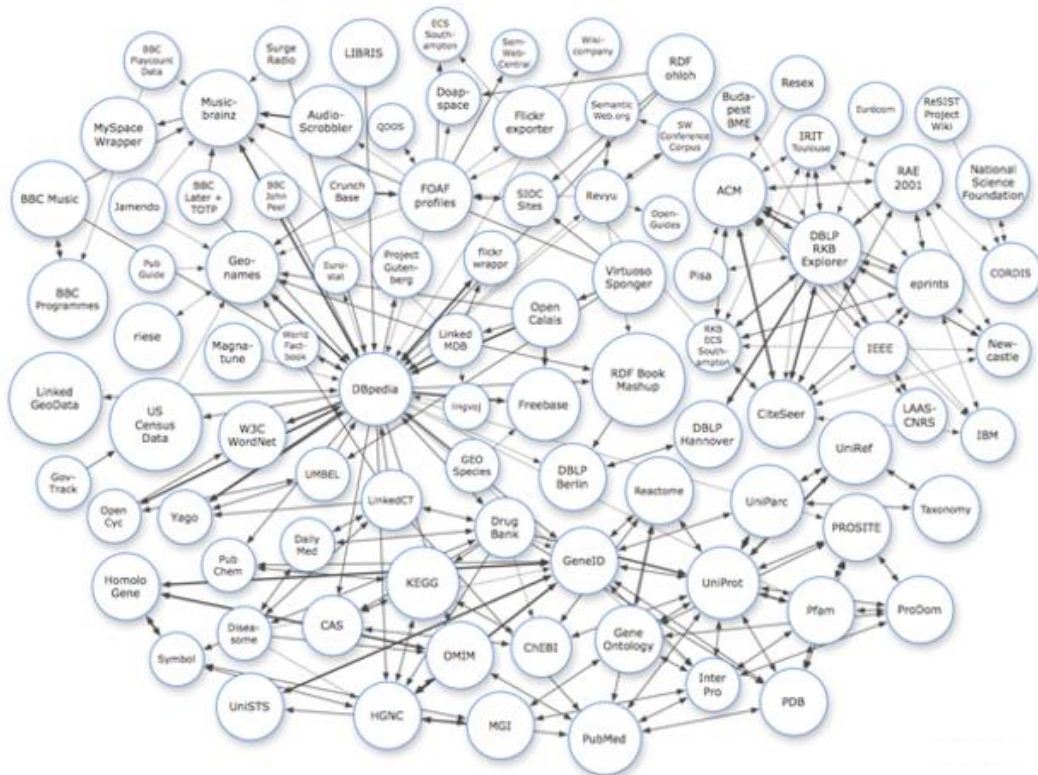 BBC
Playcount
Data
Surge
Radio
LIBRIS
ECS
South-
ampton
Sem-
Web-
Central
Wiki-
company
RDF
ohloh
Music-
brainz
Audio-
Scrobbler
Doap-
space
Flickr
exporter
Semantic
Web.org
Buda-
pest
BME
Resex
Eurécom
ReSIST
Project
Wiki
MySpace
Wrapper
QDOS
SW
Conference
Corpus
IRIT
Toulouse
RAE
2001
National
Science
Foundation
BBC Music
Jamendo
BBC
Later +
TOTP
BBC
John
Peel
Crunch
Base
FOAF
profiles
SIOC
Sites
Revyu
Open-
Guides
ACM
DBLP
RKB
Explorer
BBC
Programmes
Pub
Guide
Geo-
names
Euro-
stat
Project
Guten-
berg
flickr
wrappr
Virtuoso
Sponger
Pisa
eprints
CORDIS
riese
Magna-
tune
World
Fact-
book
Linked
MDB
Open
Calais
RKB
ECS
South-
ampton
IEEE
New-
castle
Linked
GeoData
US
Census
Data
W3C
WordNet
DBpedia
lingvoj
Freebase
RDF Book
Mashup
DBLP
Hannover
CiteSeer
LAAS-
CNRS
IBM
UniRef
Gov-
Track
Open
Cyc
Yago
UMBEL
LinkedCT
GEO
Species
DBLP
Berlin
Reactome
UniParc
Taxonomy
PROSITE
Daily
Med
Drug
Bank
Pub
Chem
Homolo
Gene
KEGG
GeneID
UniProt
Pfam
ProDom
Symbol
Disea-
some
CAS
OMIM
ChEBI
Gene
Ontology
Inter
Pro
PDB
UniSTS
HGNC
MGI
PubMed